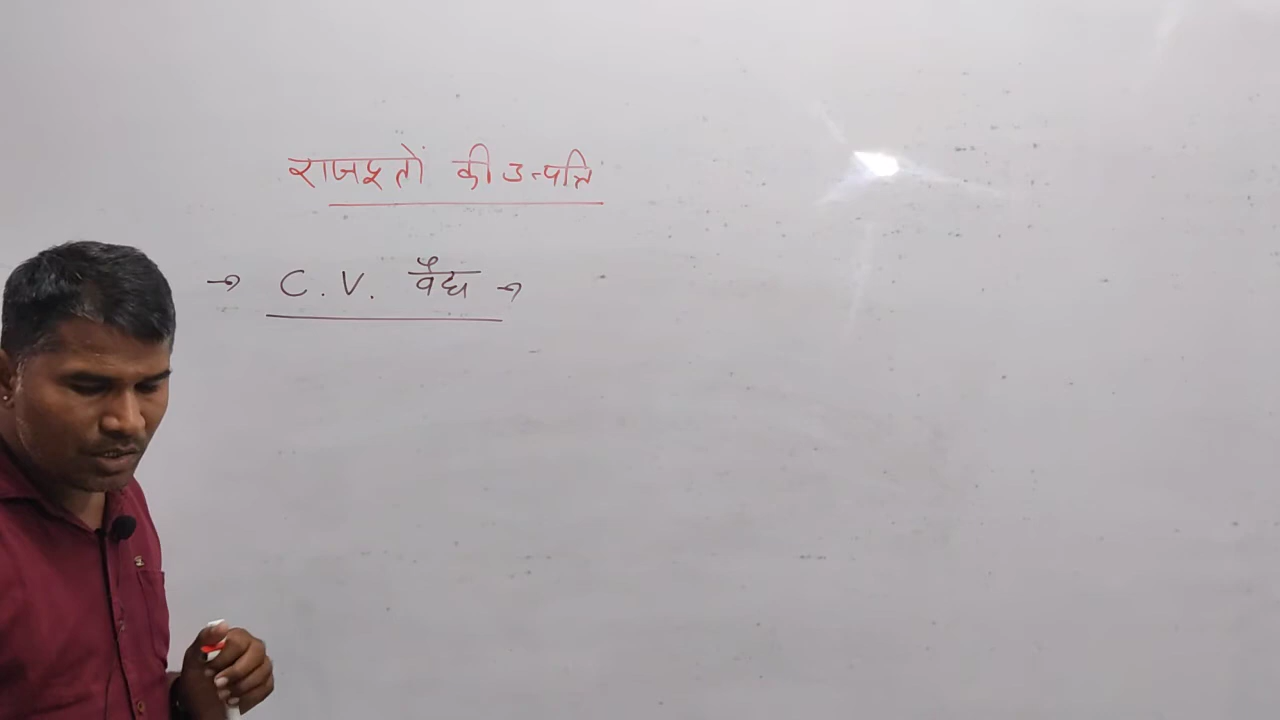 राजपूतों की उत्पत्ति
→ C. V. वैद्य →